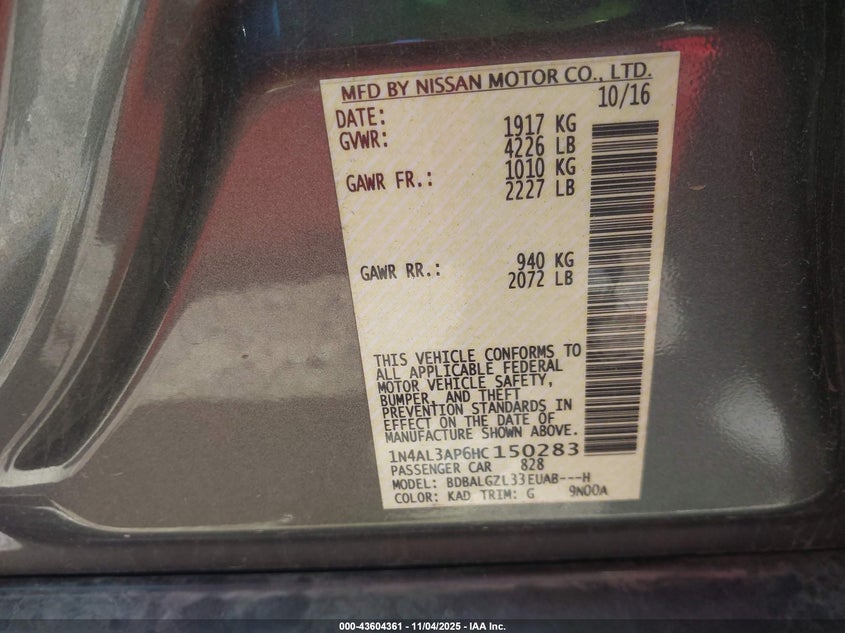 MFD BY NISSAN MOTOR CO., LTD.
DATE: 10/16
GVWR: 1917 KG
4226 LB
GAWR FR.: 1010 KG
2227 LB
GAWR RR.: 940 KG
2072 LB
THIS VEHICLE CONFORMS TO
ALL APPLICABLE FEDERAL
MOTOR VEHICLE SAFETY,
BUMPER, AND THEFT
PREVENTION STANDARDS IN
EFFECT ON THE DATE OF
MANUFACTURE SHOWN ABOVE.
1N4AL3AP6HC150283
PASSENGER CAR 828
MODEL: BDBALGZL33EUAB---H
COLOR: KAD TRIM: G 9N00A
000-43604361 - 11/04/2025 - IAA Inc.